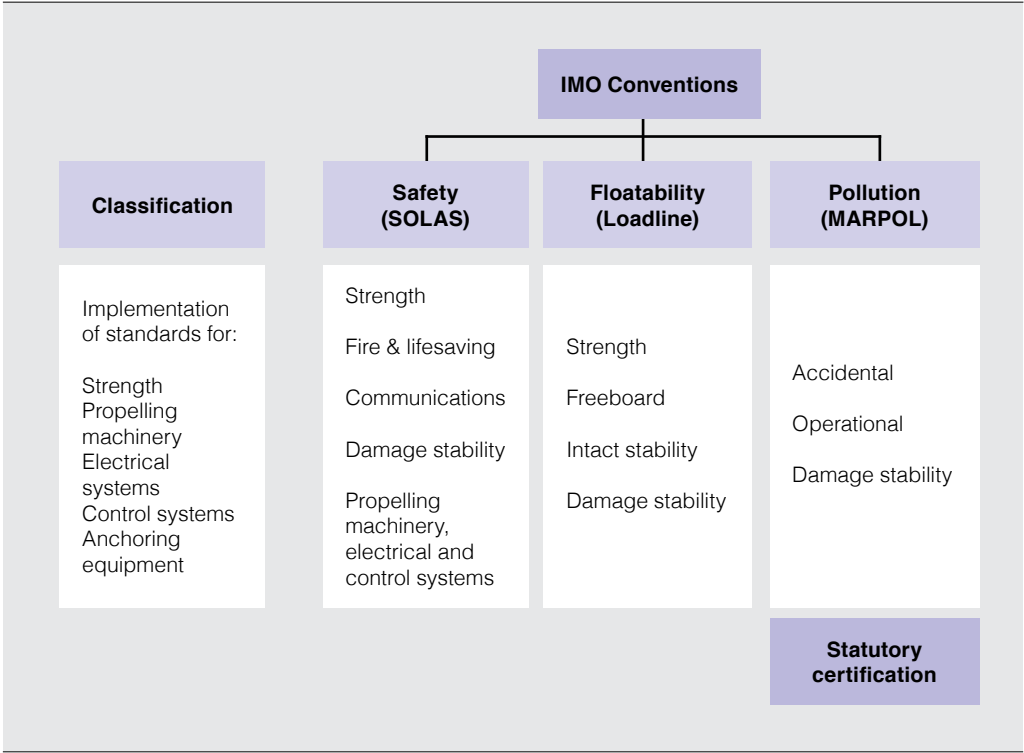 IMO Conventions
Classification
Safety
(SOLAS)
Floatability
(Loadline)
Pollution
(MARPOL)
Implementation
of standards for:
Strength
Propelling
machinery
Electrical
systems
Control systems
Anchoring
equipment
Strength
Fire & lifesaving
Communications
Damage stability
Propelling
machinery,
electrical and
control systems
Strength
Freeboard
Intact stability
Damage stability
Accidental
Operational
Damage stability
Statutory
certification